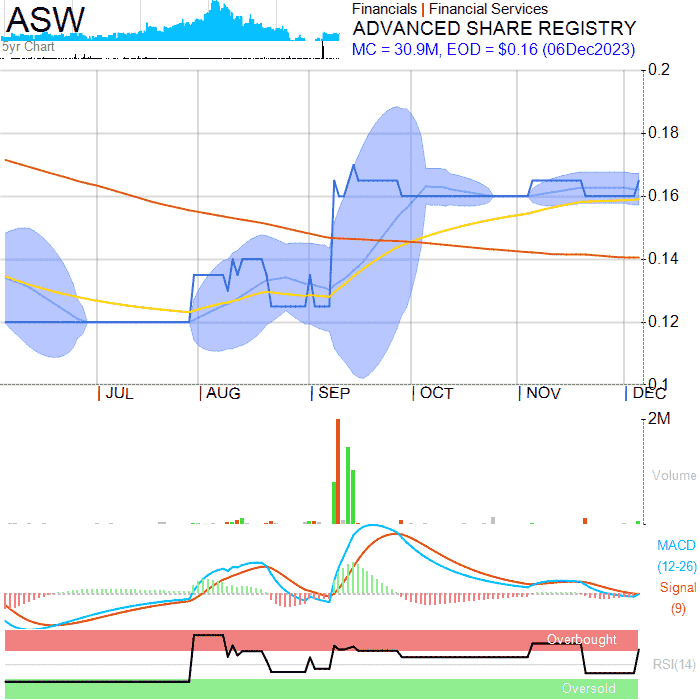 ASW
5yr Chart
Financials | Financial Services
ADVANCED SHARE REGISTRY
MC = 30.9M, EOD = $0.16 (06Dec2023)
0.2
0.18
0.16
0.14
0.12
0.1
JUL AUG SEP OCT NOV DEC
2M
Volume
MACD
(12-26)
Signal
(9)
Overbought
RSI(14)
Oversold